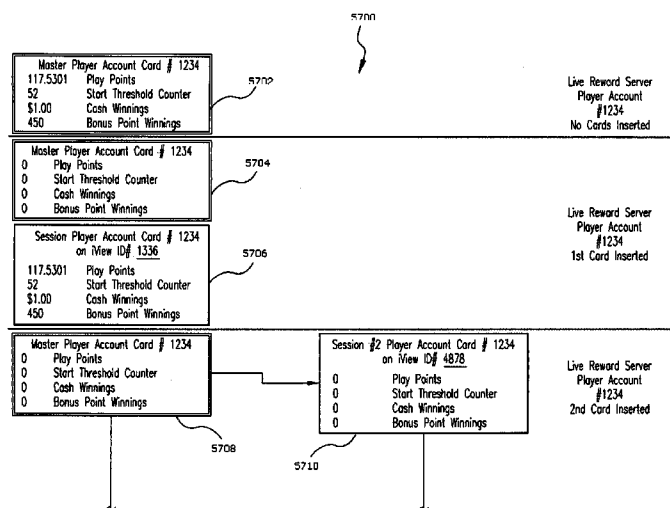 5700
Master Player Account Card # 1234
117.5301 Play Points
52 Start Threshold Counter
$1.00 Cash Winnings
450 Bonus Point Winnings
5702
Live Reward Server
Player Account
#1234
No Cards Inserted
Master Player Account Card # 1234
0 Play Points
0 Start Threshold Counter
0 Cash Winnings
0 Bonus Point Winnings
5704
Session Player Account Card # 1234
on iView ID# 1336
117.5301 Play Points
52 Start Threshold Counter
$1.00 Cash Winnings
450 Bonus Point Winnings
5706
Live Reward Server
Player Account
#1234
1st Card Inserted
Master Player Account Card # 1234
0 Play Points
0 Start Threshold Counter
0 Cash Winnings
0 Bonus Point Winnings
5708
Session #2 Player Account Card # 1234
on iView ID# 4878
0 Play Points
0 Start Threshold Counter
0 Cash Winnings
0 Bonus Point Winnings
5710
Live Reward Server
Player Account
#1234
2nd Card Inserted